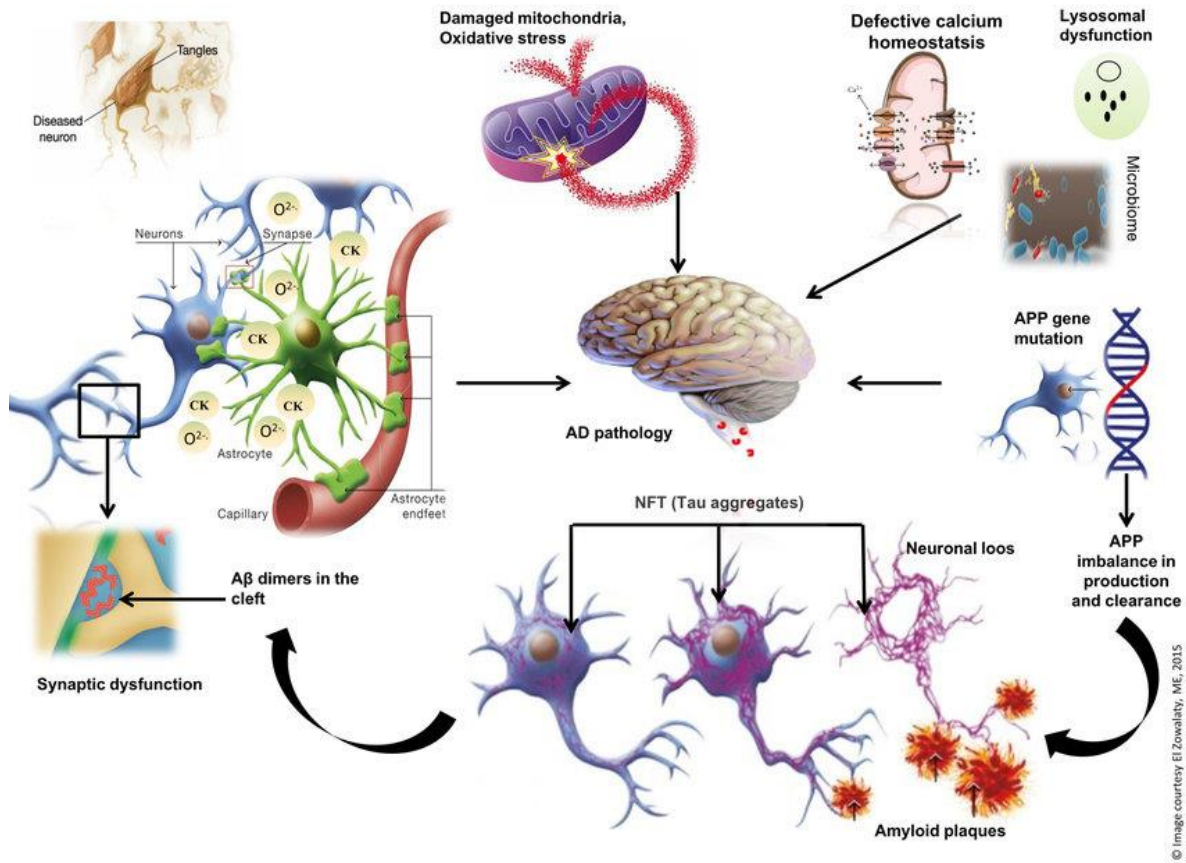 Damaged mitochondria,
Oxidative stress
Defective calcium
homeostatsis
Lysosomal
dysfunction
Tangles
Diseased
neuron
Ca²⁺
Microbiome
O²⁻·
Neurons
Synapse
CK
O²⁻·
CK
CK
CK
O²⁻·
O²⁻·
Astrocyte
Capillary
Astrocyte
endfeet
AD pathology
APP gene
mutation
NFT (Tau aggregates)
Neuronal loos
APP
imbalance in
production
and clearance
Aβ dimers in the
cleft
Synaptic dysfunction
Amyloid plaques
© Image courtesy El Zowalaty, ME, 2015